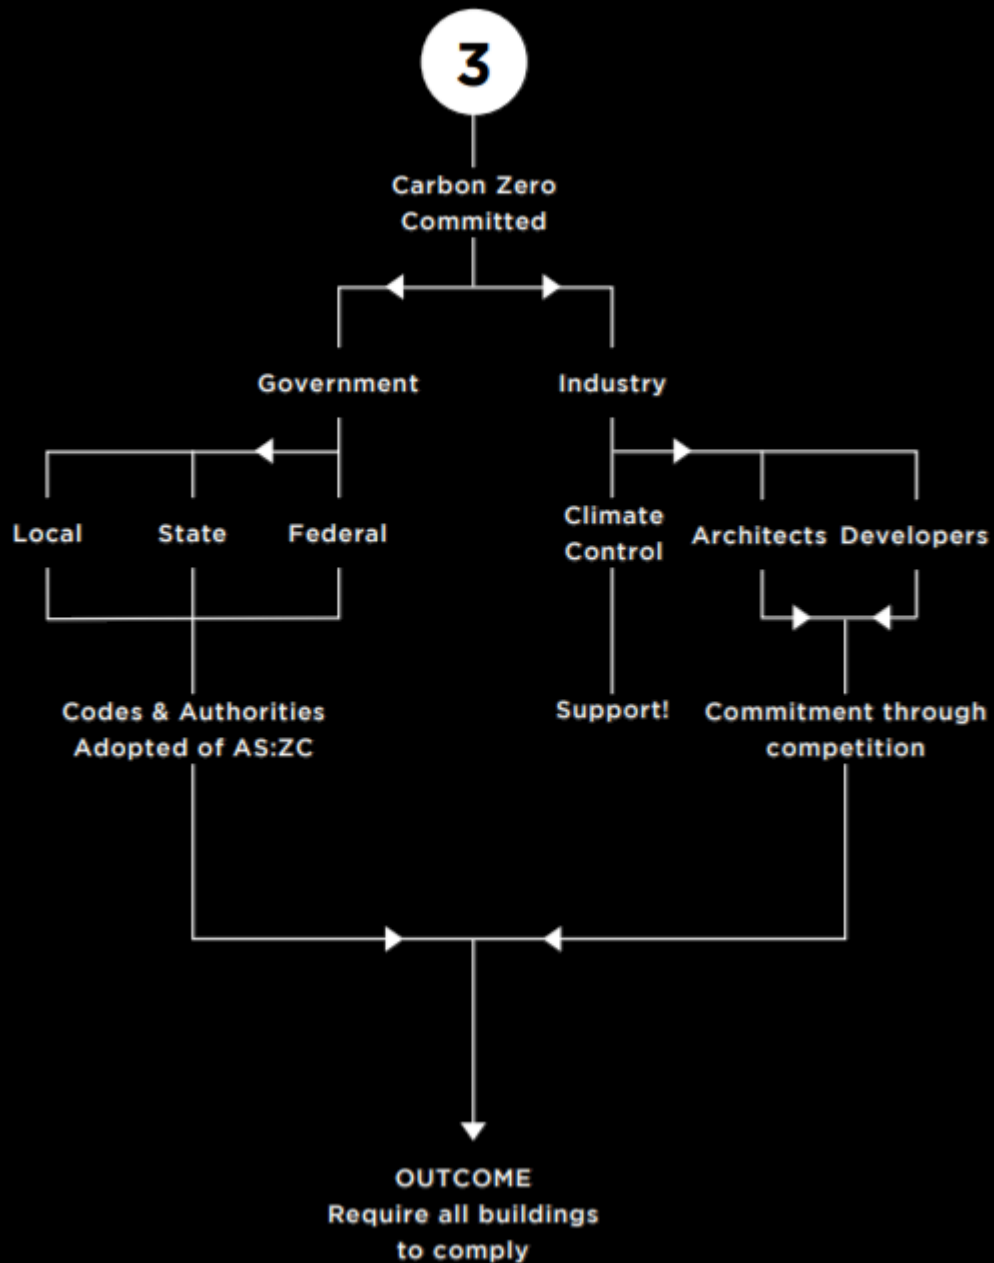 3
Carbon Zero
Committed
Government
Industry
Local
State
Federal
Climate
Control
Architects
Developers
Codes & Authorities
Adopted of AS:ZC
Support!
Commitment through
competition
OUTCOME
Require all buildings
to comply